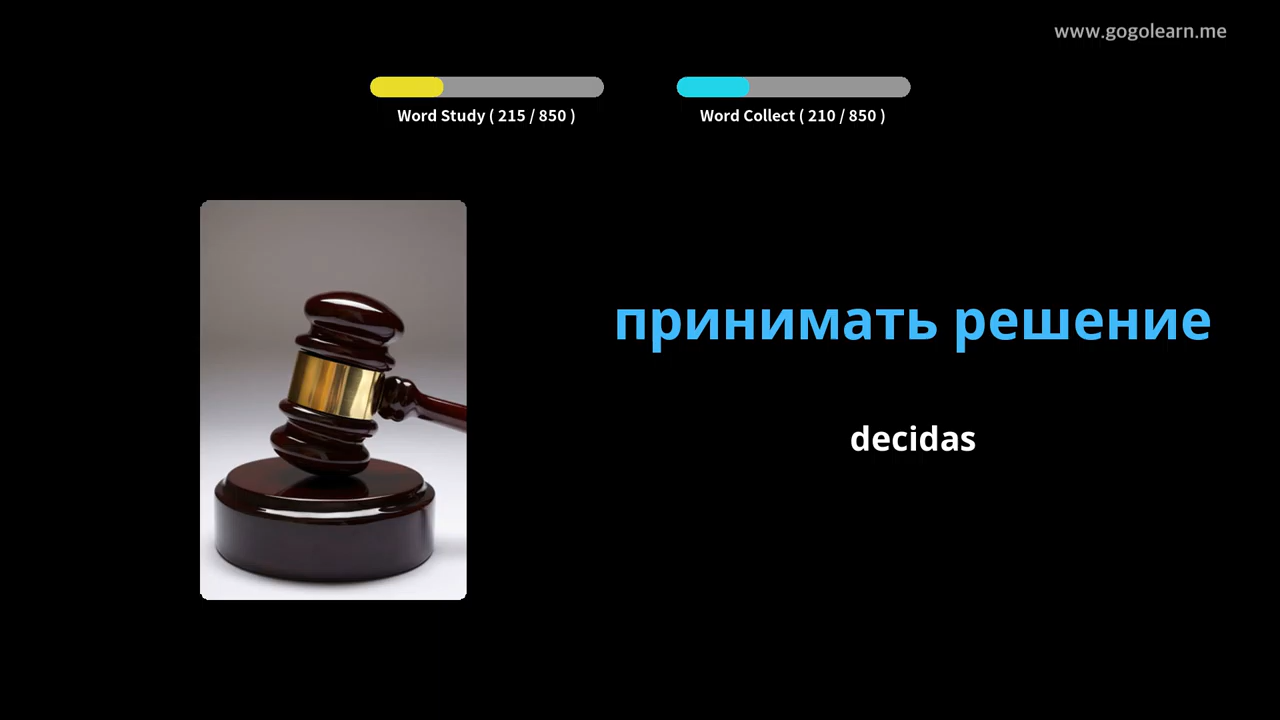 www.gogolearn.me
Word Study ( 215 / 850 )
Word Collect ( 210 / 850 )
принимать решение
decidas